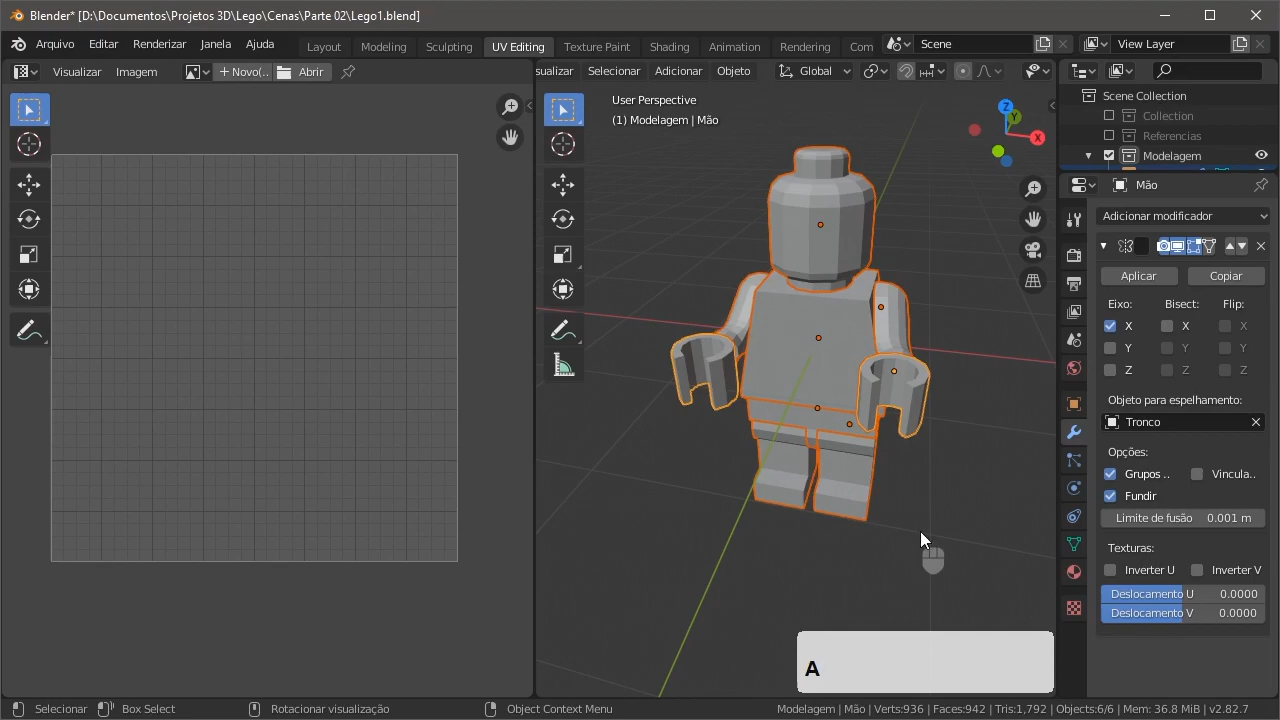 Blender* [D:\Documentos\Projetos 3D\Lego\Cenas\Parte 02\Lego1.blend]
Arquivo Editar Renderizar Janela Ajuda Layout Modeling Sculpting UV Editing Texture Paint Shading Animation Rendering Com Scene View Layer
Visualizar Imagem Novo(.. Abrir
sualizar Selecionar Adicionar Objeto Global
User Perspective
(1) Modelagem | Mão
Z
Y
X
Scene Collection
Collection
Referencias
Modelagem
Mão
Adicionar modificador
Aplicar Copiar
Eixo: Bisect: Flip:
X X X
Y Y Y
Z Z Z
Objeto para espelhamento:
Tronco
Opções:
Grupos .. Vincula..
Fundir
Limite de fusão 0.001 m
Texturas:
Inverter U Inverter V
Deslocamento U 0.0000
Deslocamento V 0.0000
A
Selecionar Box Select Rotacionar visualização Object Context Menu Modelagem | Mão | Verts:936 | Faces:942 | Tris:1,792 | Objects:6/6 | Mem: 36.8 MiB | v2.82.7